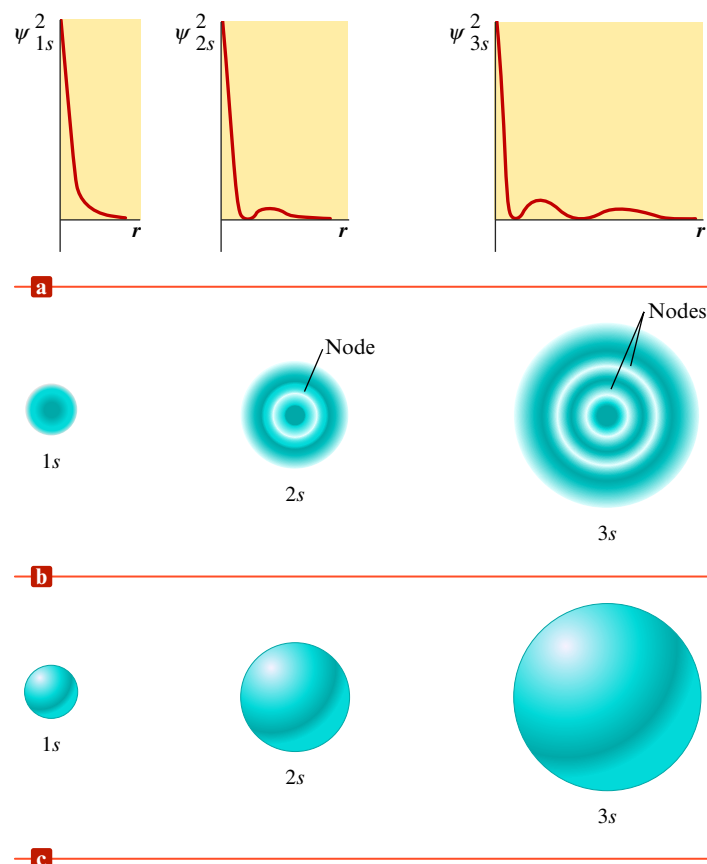 ψ 2 1s ψ 2 2s ψ 2 3s
r r r
a
Node Nodes
1s 2s 3s
b
1s 2s 3s
c